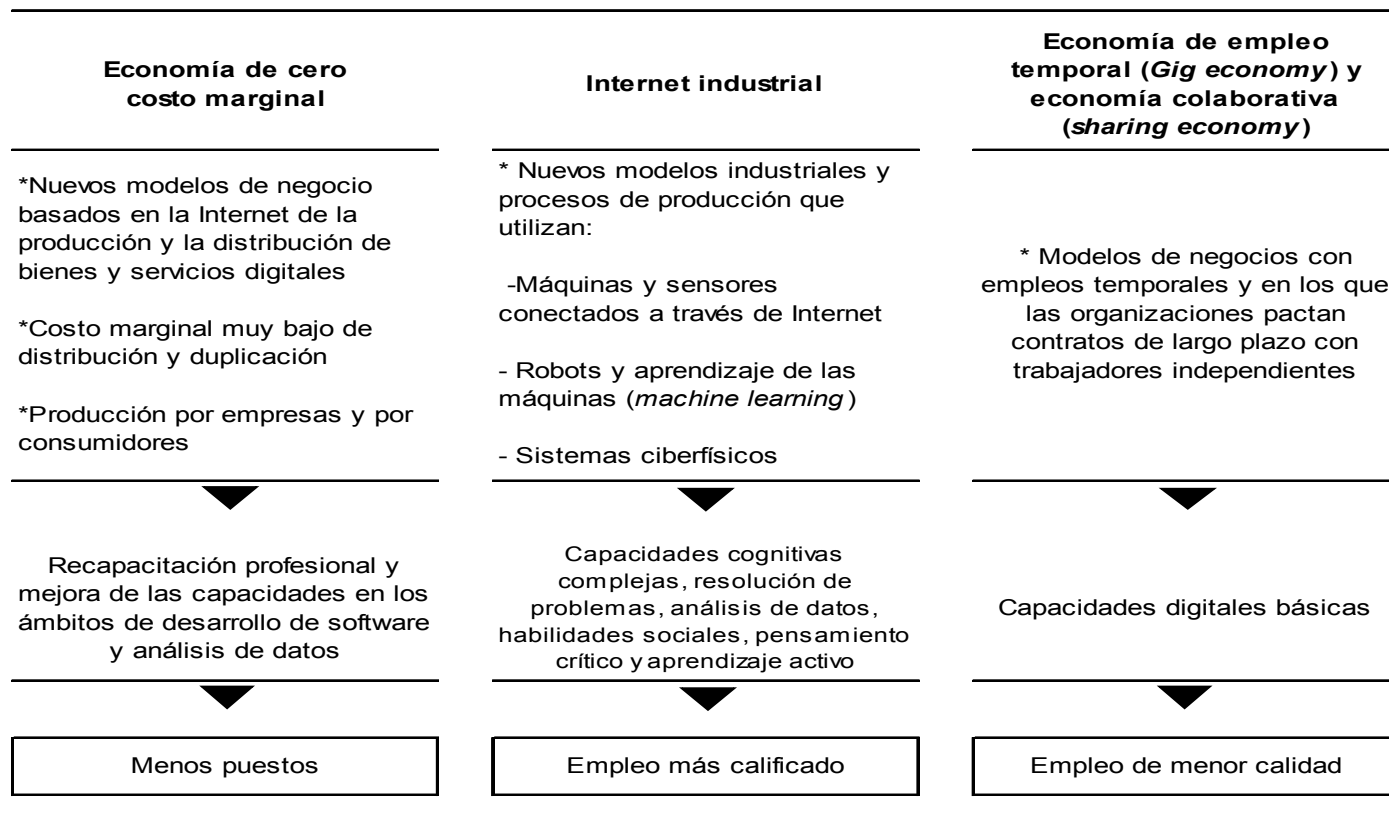 Economía de cero
costo marginal
*Nuevos modelos de negocio
basados en la Internet de la
producción y la distribución de
bienes y servicios digitales
*Costo marginal muy bajo de
distribución y duplicación
*Producción por empresas y por
consumidores
Recapacitación profesional y
mejora de las capacidades en los
ámbitos de desarrollo de software
y análisis de datos
Menos puestos
Internet industrial
* Nuevos modelos industriales y
procesos de producción que
utilizan:
-Máquinas y sensores
conectados a través de Internet
- Robots y aprendizaje de las
máquinas (machine learning)
- Sistemas ciberfísicos
Capacidades cognitivas
complejas, resolución de
problemas, análisis de datos,
habilidades sociales, pensamiento
crítico y aprendizaje activo
Empleo más calificado
Economía de empleo
temporal (Gig economy) y
economía colaborativa
(sharing economy)
* Modelos de negocios con
empleos temporales y en los que
las organizaciones pactan
contratos de largo plazo con
trabajadores independientes
Capacidades digitales básicas
Empleo de menor calidad